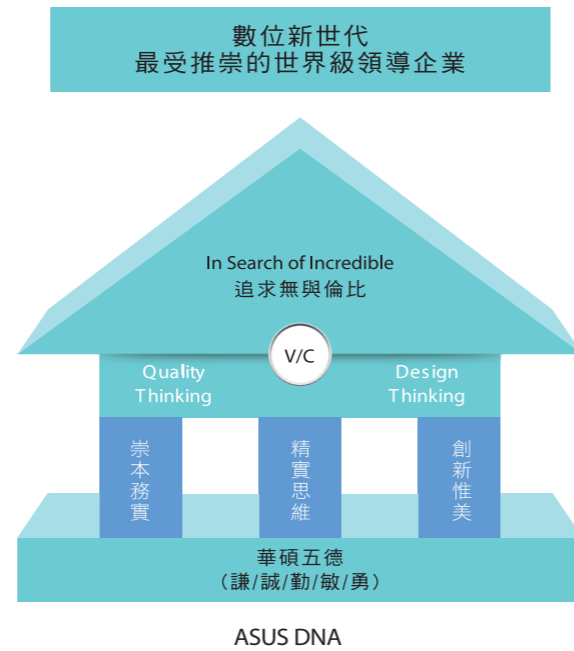 數位新世代
最受推崇的世界級領導企業
In Search of Incredible
追求無與倫比
V/C
Quality
Thinking
Design
Thinking
崇本務實
精實思維
創新惟美
華碩五德
(謙/誠/勤/敏/勇)
ASUS DNA